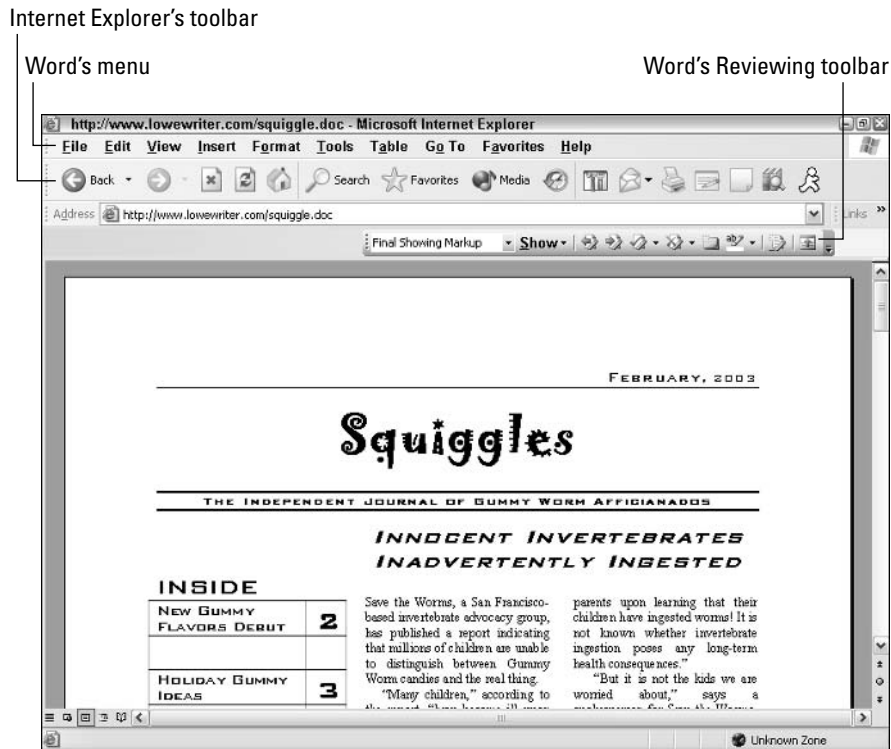 Internet Explorer's toolbar
Word's menu
Word's Reviewing toolbar
http://www.lowewriter.com/squiggle.doc - Microsoft Internet Explorer
File Edit View Insert Format Tools Table Go To Favorites Help
Back Search Favorites Media
Address http://www.lowewriter.com/squiggle.doc Links »
Final Showing Markup Show
FEBRUARY, 2003
Squiggles
THE INDEPENDENT JOURNAL OF GUMMY WORM AFFICIANADOS
INNOCENT INVERTEBRATES
INADVERTENTLY INGESTED
INSIDE
NEW GUMMY
FLAVORS DEBUT 2
HOLIDAY GUMMY
IDEAS 3
Save the Worms, a San Francisco-
based invertebrate advocacy group,
has published a report indicating
that millions of children are unable
to distinguish between Gummy
Worm candies and the real thing.
"Many children," according to
parents upon learning that their
children have ingested worms! It is
not known whether invertebrate
ingestion poses any long-term
health consequences."
"But it is not the kids we are
worried about," says a
Unknown Zone